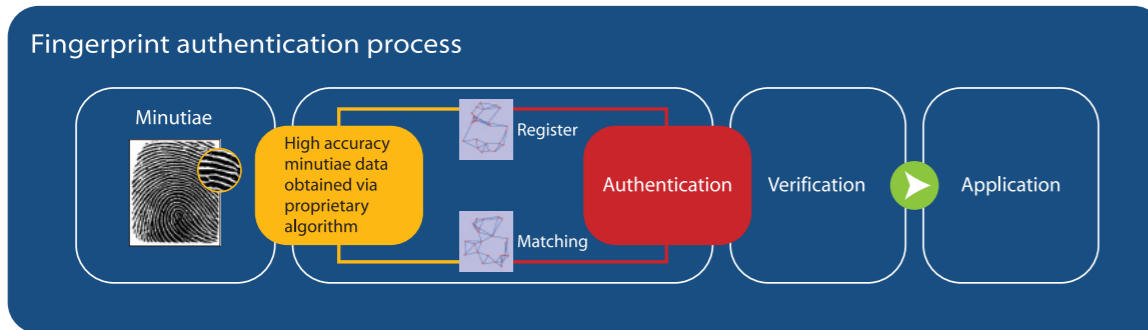 Fingerprint authentication process
Minutiae
High accuracy
minutiae data
obtained via
proprietary
algorithm
Register
Matching
Authentication
Verification
Application